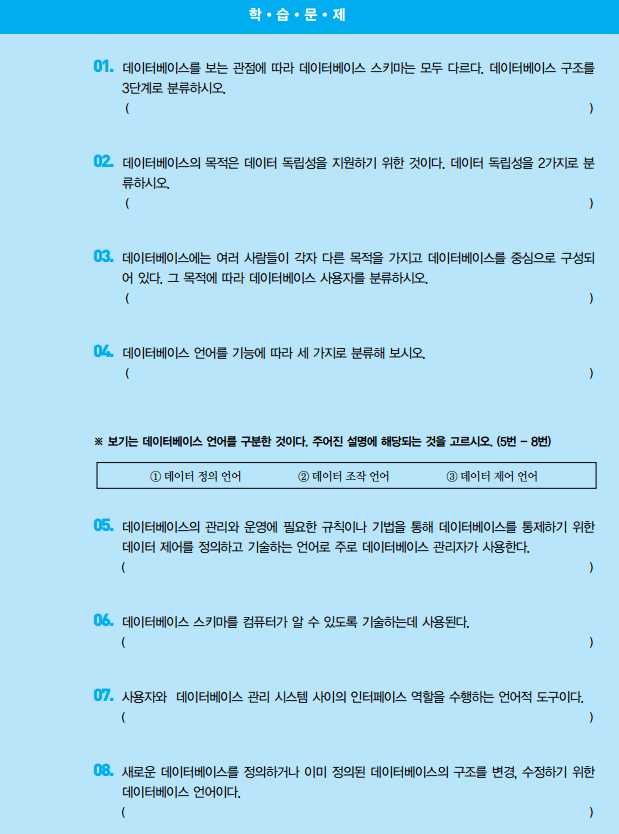 학•습•문•제
01. 데이터베이스를 보는 관점에 따라 데이터베이스 스키마는 모두 다르다. 데이터베이스 구조를
3단계로 분류하시오.
( )
02. 데이터베이스의 목적은 데이터 독립성을 지원하기 위한 것이다. 데이터 독립성을 2가지로 분
류하시오.
( )
03. 데이터베이스에는 여러 사람들이 각자 다른 목적을 가지고 데이터베이스를 중심으로 구성되
어 있다. 그 목적에 따라 데이터베이스 사용자를 분류하시오.
( )
04. 데이터베이스 언어를 기능에 따라 세 가지로 분류해 보시오.
( )
※ 보기는 데이터베이스 언어를 구분한 것이다. 주어진 설명에 해당되는 것을 고르시오. (5번 – 8번)
① 데이터 정의 언어 ② 데이터 조작 언어 ③ 데이터 제어 언어
05. 데이터베이스의 관리와 운영에 필요한 규칙이나 기법을 통해 데이터베이스를 통제하기 위한
데이터 제어를 정의하고 기술하는 언어로 주로 데이터베이스 관리자가 사용한다.
( )
06. 데이터베이스 스키마를 컴퓨터가 알 수 있도록 기술하는데 사용된다.
( )
07. 사용자와 데이터베이스 관리 시스템 사이의 인터페이스 역할을 수행하는 언어적 도구이다.
( )
08. 새로운 데이터베이스를 정의하거나 이미 정의된 데이터베이스의 구조를 변경, 수정하기 위한
데이터베이스 언어이다.
( )